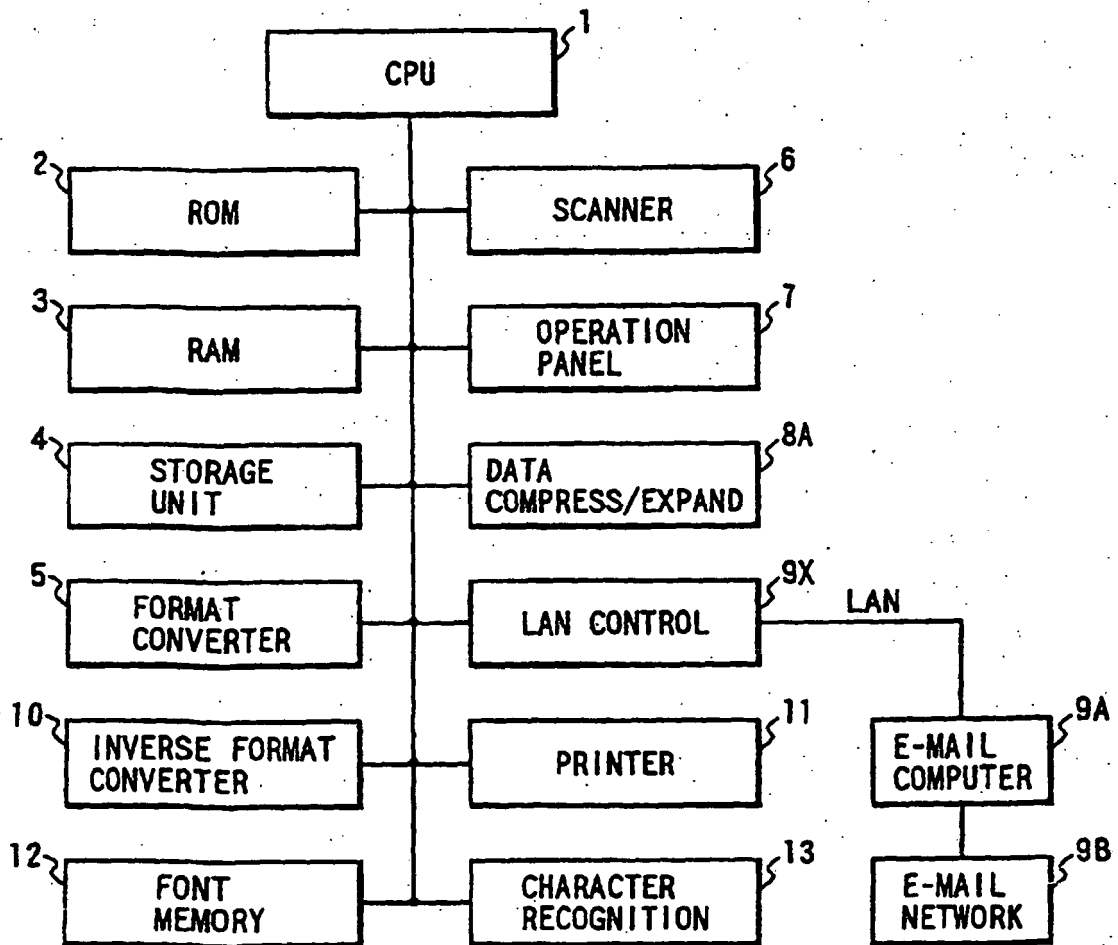 1
CPU
2
ROM
6
SCANNER
3
RAM
7
OPERATION
PANEL
4
STORAGE
UNIT
8A
DATA
COMPRESS/EXPAND
5
FORMAT
CONVERTER
9X
LAN CONTROL
LAN
10
INVERSE FORMAT
CONVERTER
11
PRINTER
9A
E-MAIL
COMPUTER
12
FONT
MEMORY
13
CHARACTER
RECOGNITION
9B
E-MAIL
NETWORK